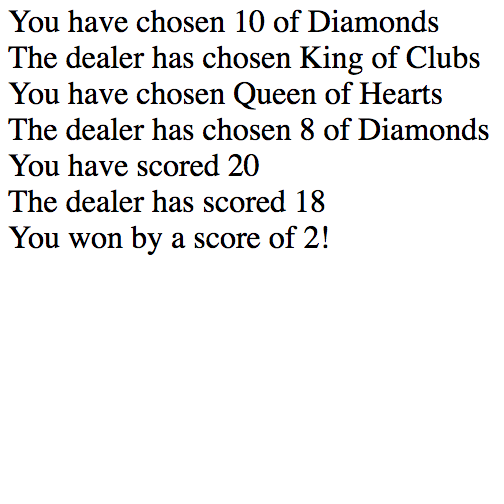 You have chosen 10 of Diamonds
The dealer has chosen King of Clubs
You have chosen Queen of Hearts
The dealer has chosen 8 of Diamonds
You have scored 20
The dealer has scored 18
You won by a score of 2!